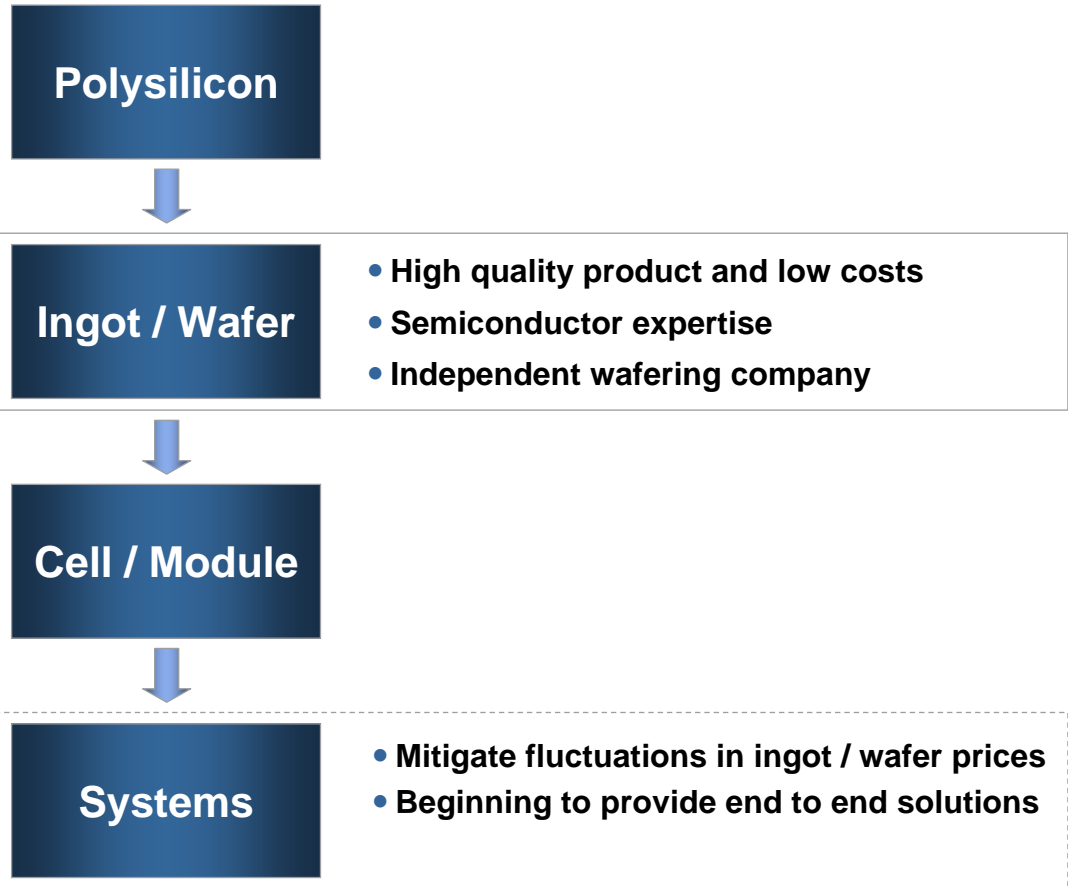 Polysilicon
Ingot / Wafer
• High quality product and low costs
• Semiconductor expertise
• Independent wafering company
Cell / Module
Systems
• Mitigate fluctuations in ingot / wafer prices
• Beginning to provide end to end solutions